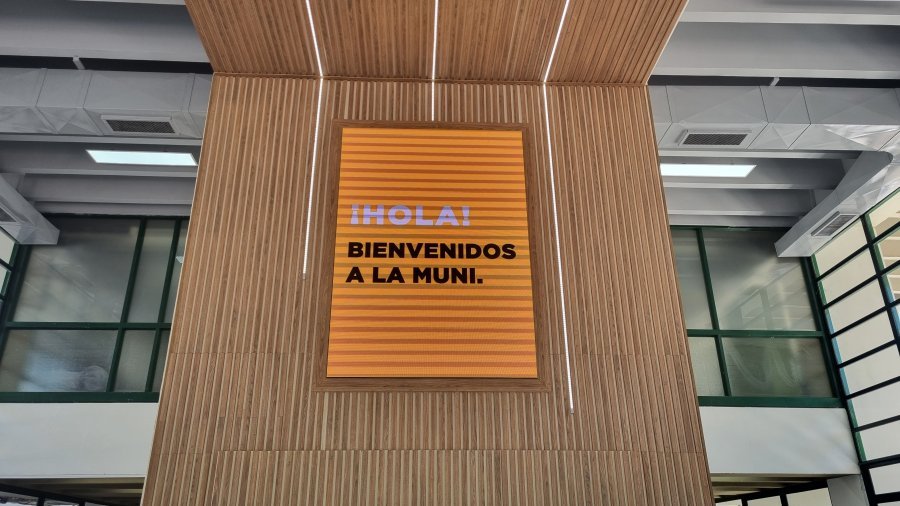 ¡HOLA!
BIENVENIDOS
A LA MUNI.